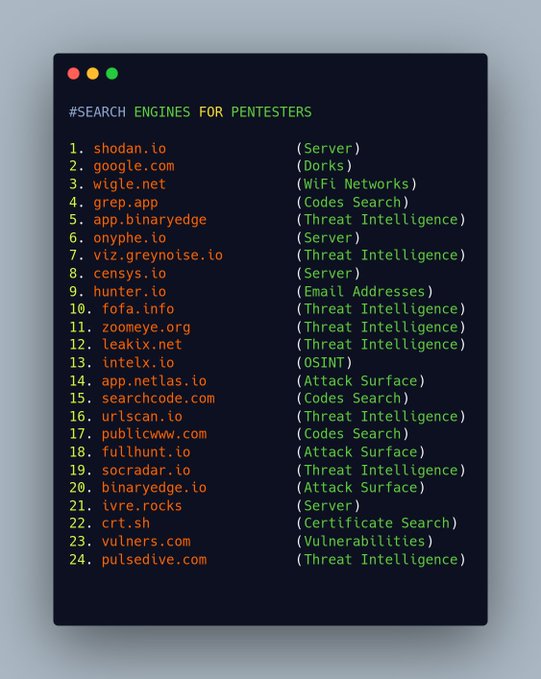 #SEARCH ENGINES FOR PENTESTERS
1. shodan.io (Server)
2. google.com (Dorks)
3. wigle.net (WiFi Networks)
4. grep.app (Codes Search)
5. app.binaryedge (Threat Intelligence)
6. onyphe.io (Server)
7. viz.greynoise.io (Threat Intelligence)
8. censys.io (Server)
9. hunter.io (Email Addresses)
10. fofa.info (Threat Intelligence)
11. zoomeye.org (Threat Intelligence)
12. leakix.net (Threat Intelligence)
13. intelx.io (OSINT)
14. app.netlas.io (Attack Surface)
15. searchcode.com (Codes Search)
16. urlscan.io (Threat Intelligence)
17. publicwww.com (Codes Search)
18. fullhunt.io (Attack Surface)
19. socradar.io (Threat Intelligence)
20. binaryedge.io (Attack Surface)
21. ivre.rocks (Server)
22. crt.sh (Certificate Search)
23. vulners.com (Vulnerabilities)
24. pulsedive.com (Threat Intelligence)